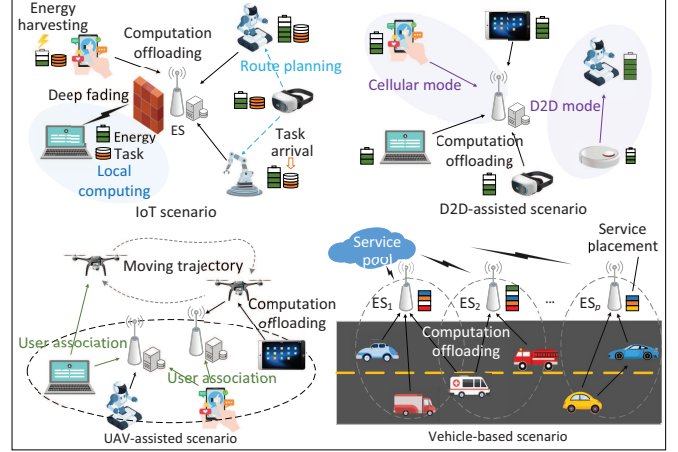 Energy
harvesting
Computation
offloading
Route planning
Deep fading
ES
Energy
Task
Local
computing
Task
arrival
IoT scenario
Cellular mode
D2D mode
Computation
offloading
D2D-assisted scenario
Moving trajectory
Computation
offloading
User association
User association
UAV-assisted scenario
Service
pool
Service
placement
ES1
ES2
...
ESp
Computation
offloading
Vehicle-based scenario